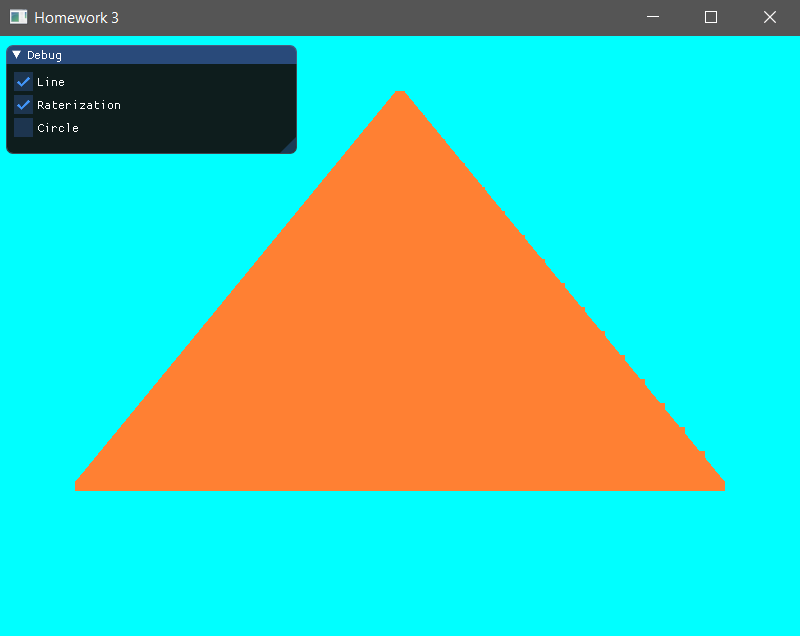 Homework 3
Debug
Line
Raterization
Circle